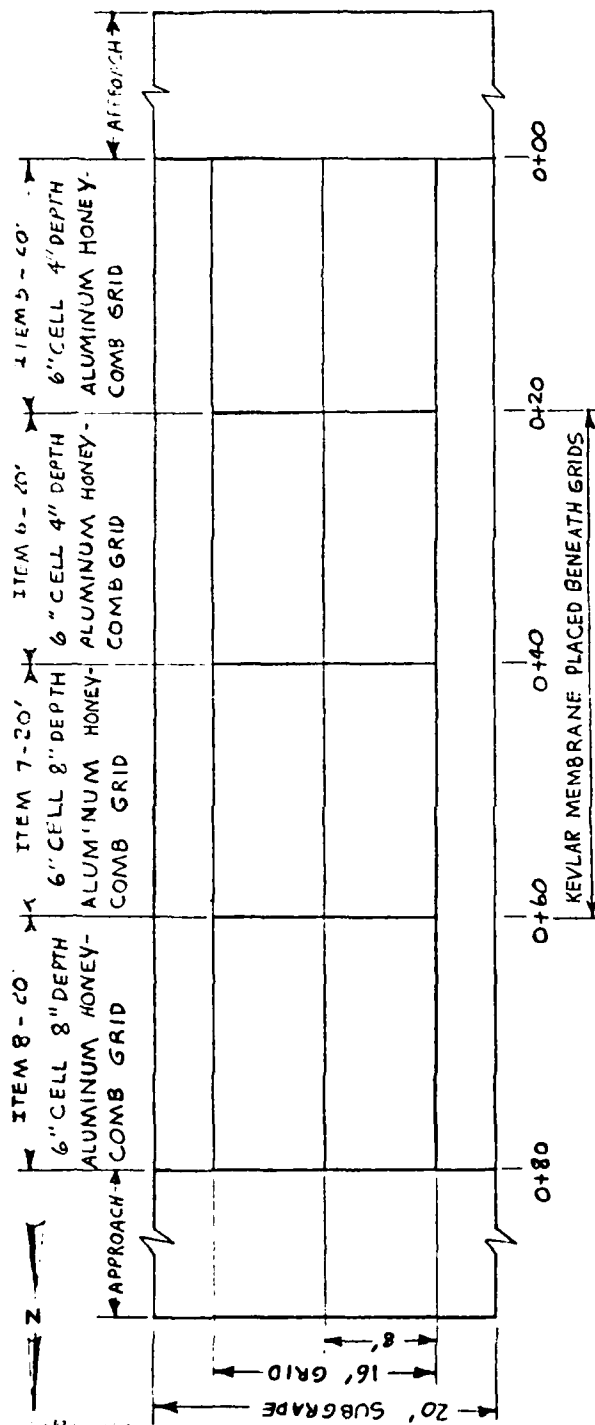 N
APPROACH
ITEM 8 - 20'
6" CELL 8" DEPTH
ALUMINUM HONEY-
COMB GRID
ITEM 7 - 20'
6" CELL 8" DEPTH
ALUMINUM HONEY-
COMB GRID
ITEM 6 - 20'
6" CELL 4" DEPTH
ALUMINUM HONEY-
COMB GRID
ITEM 5 - 20'
6" CELL 4" DEPTH
ALUMINUM HONEY-
COMB GRID
APPROACH
20' SUBGRADE
16' GRID
8'
0+80
0+60
0+40
0+20
0+00
KEVLAR MEMBRANE PLACED BENEATH GRIDS